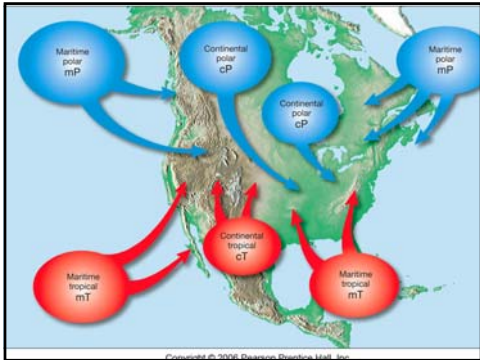 Maritime
polar
mP
Continental
polar
cP
Maritime
polar
mP
Continental
polar
cP
Continental
tropical
cT
Maritime
tropical
mT
Maritime
tropical
mT
Copyright © 2006 Pearson Prentice Hall, Inc.